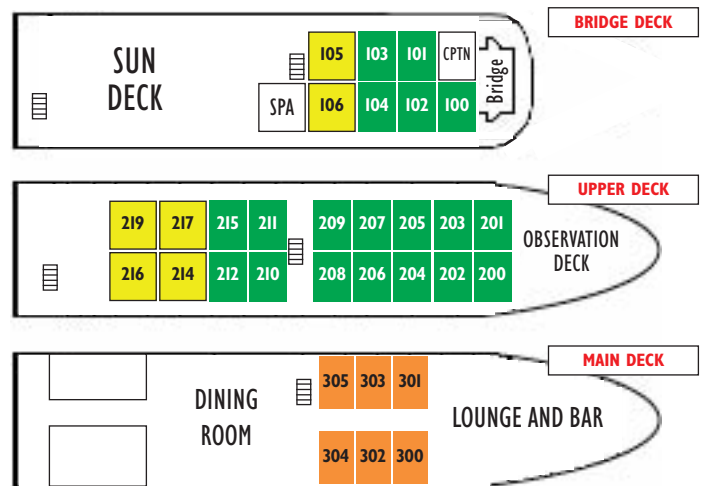 BRIDGE DECK
SUN
DECK
105 103 101 CPTN
SPA 106 104 102 100
Bridge
UPPER DECK
219 217 215 211 209 207 205 203 201
216 214 212 210 208 206 204 202 200
OBSERVATION
DECK
MAIN DECK
305 303 301
DINING
ROOM
LOUNGE AND BAR
304 302 300